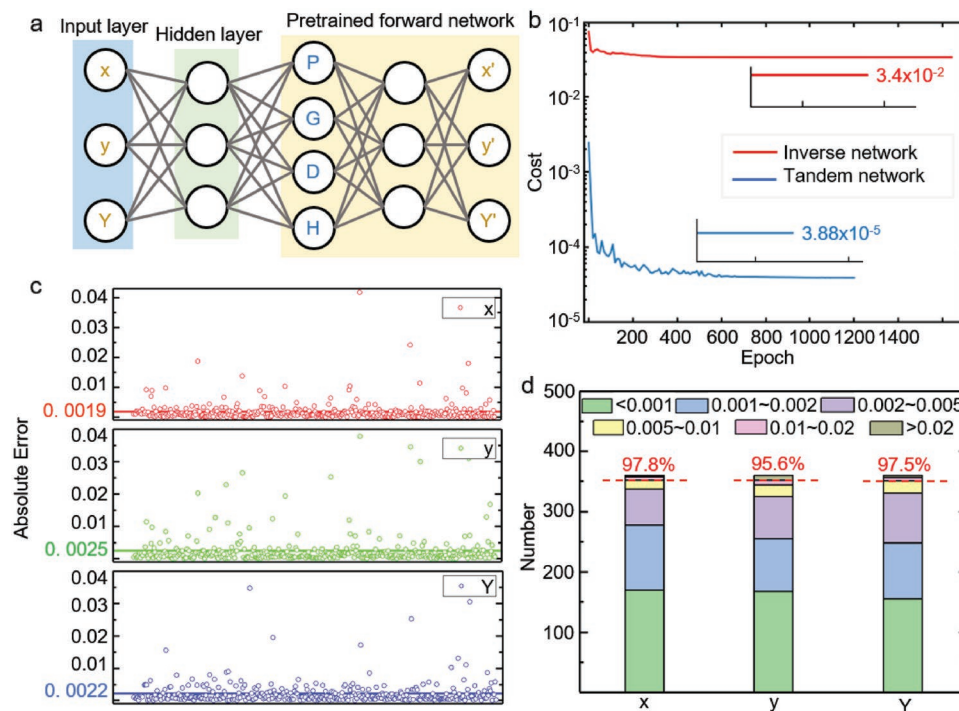 a
Input layer
Hidden layer
Pretrained forward network
x
y
Y
P
G
D
H
x'
y'
Y'
b
10-1
10-2
10-3
10-4
10-5
Cost
3.4x10-2
Inverse network
Tandem network
3.88x10-5
200 400 600 800 1000 1200 1400
Epoch
c
Absolute Error
0.04
0.03
0.02
0.01
0. 0019
x
0.04
0.03
0.02
0.01
0. 0025
y
0.04
0.03
0.02
0.01
0. 0022
Y
d
500
400
300
200
100
Number
<0.001 0.001~0.002 0.002~0.005
0.005~0.01 0.01~0.02 >0.02
97.8% 95.6% 97.5%
x y Y